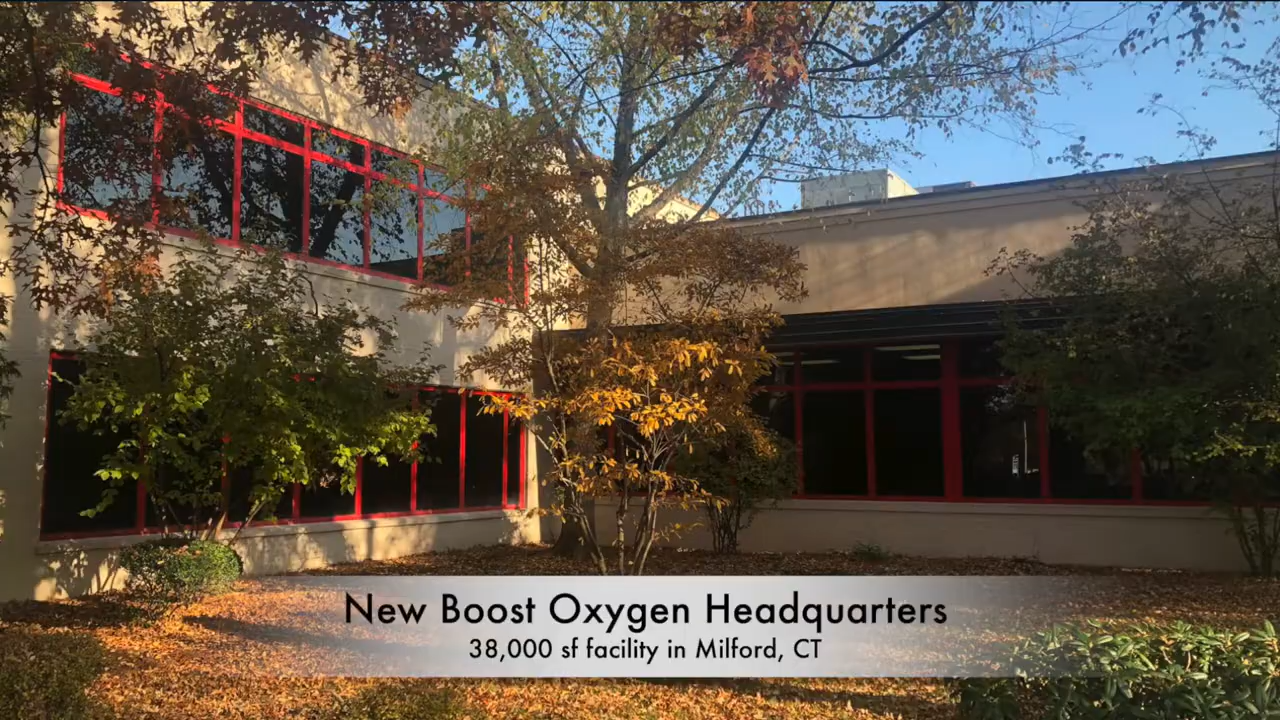 New Boost Oxygen Headquarters
38,000 sf facility in Milford, CT